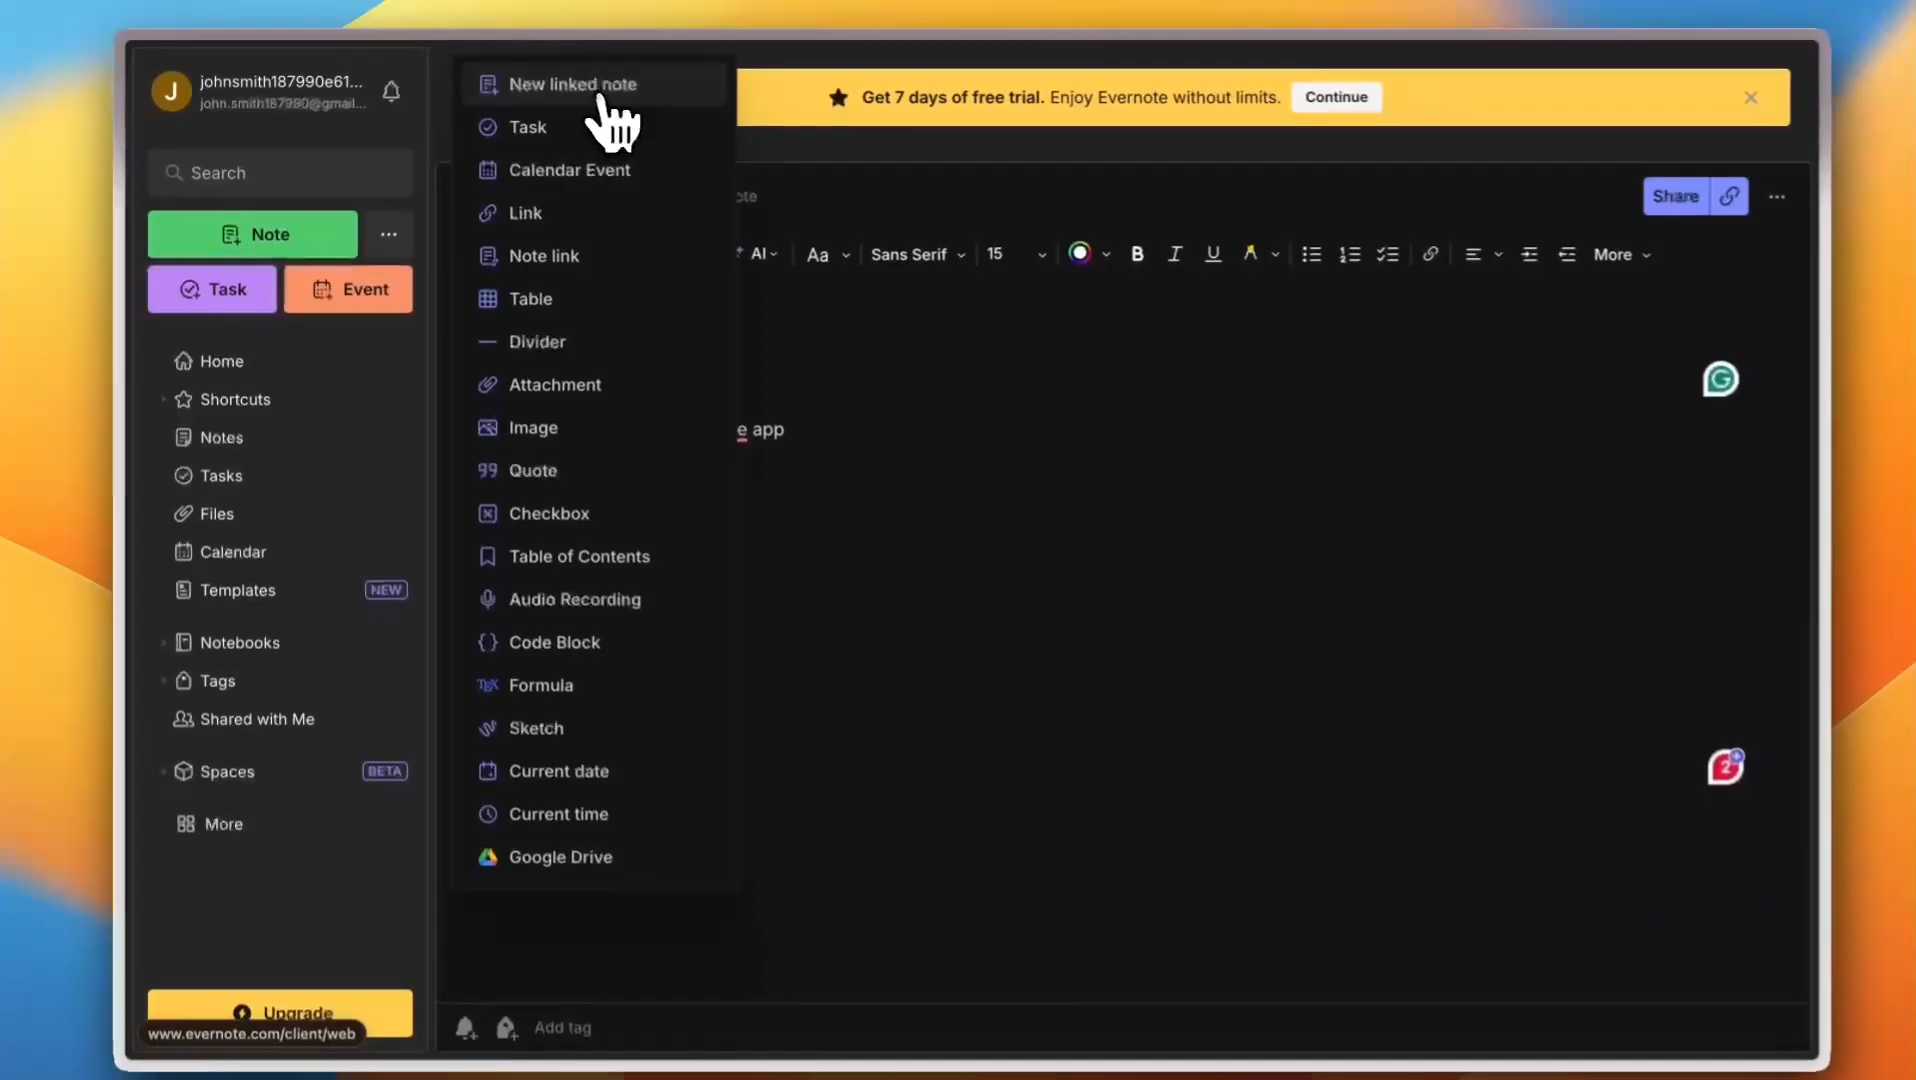 J
johnsmith187990e61...
john.smith187990@gmail...
Search
Note
...
Task
Event
Home
Shortcuts
Notes
Tasks
Files
Calendar
Templates
NEW
Notebooks
Tags
Shared with Me
Spaces
BETA
More
Upgrade
www.evernote.com/client/web
New linked note
Task
Calendar Event
Link
Note link
Table
Divider
Attachment
Image
Quote
Checkbox
Table of Contents
Audio Recording
Code Block
Formula
Sketch
Current date
Current time
Google Drive
Get 7 days of free trial. Enjoy Evernote without limits.
Continue
ote
Share
...
AI
Aa
Sans Serif
15
B
I
U
More
e app
G
2
Add tag